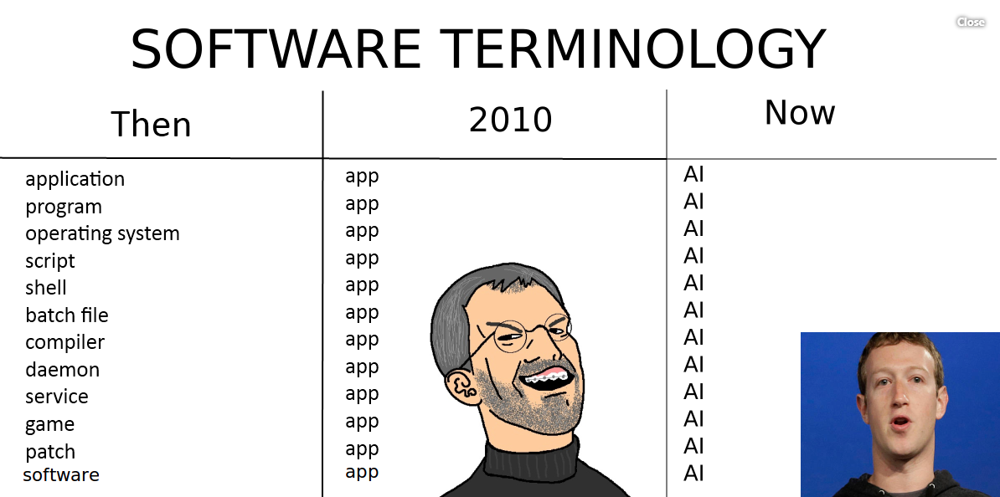 Close
SOFTWARE TERMINOLOGY
Then 2010 Now
application app AI
program app AI
operating system app AI
script app AI
shell app AI
batch file app AI
compiler app AI
daemon app AI
service app AI
game app AI
patch app AI
software app AI